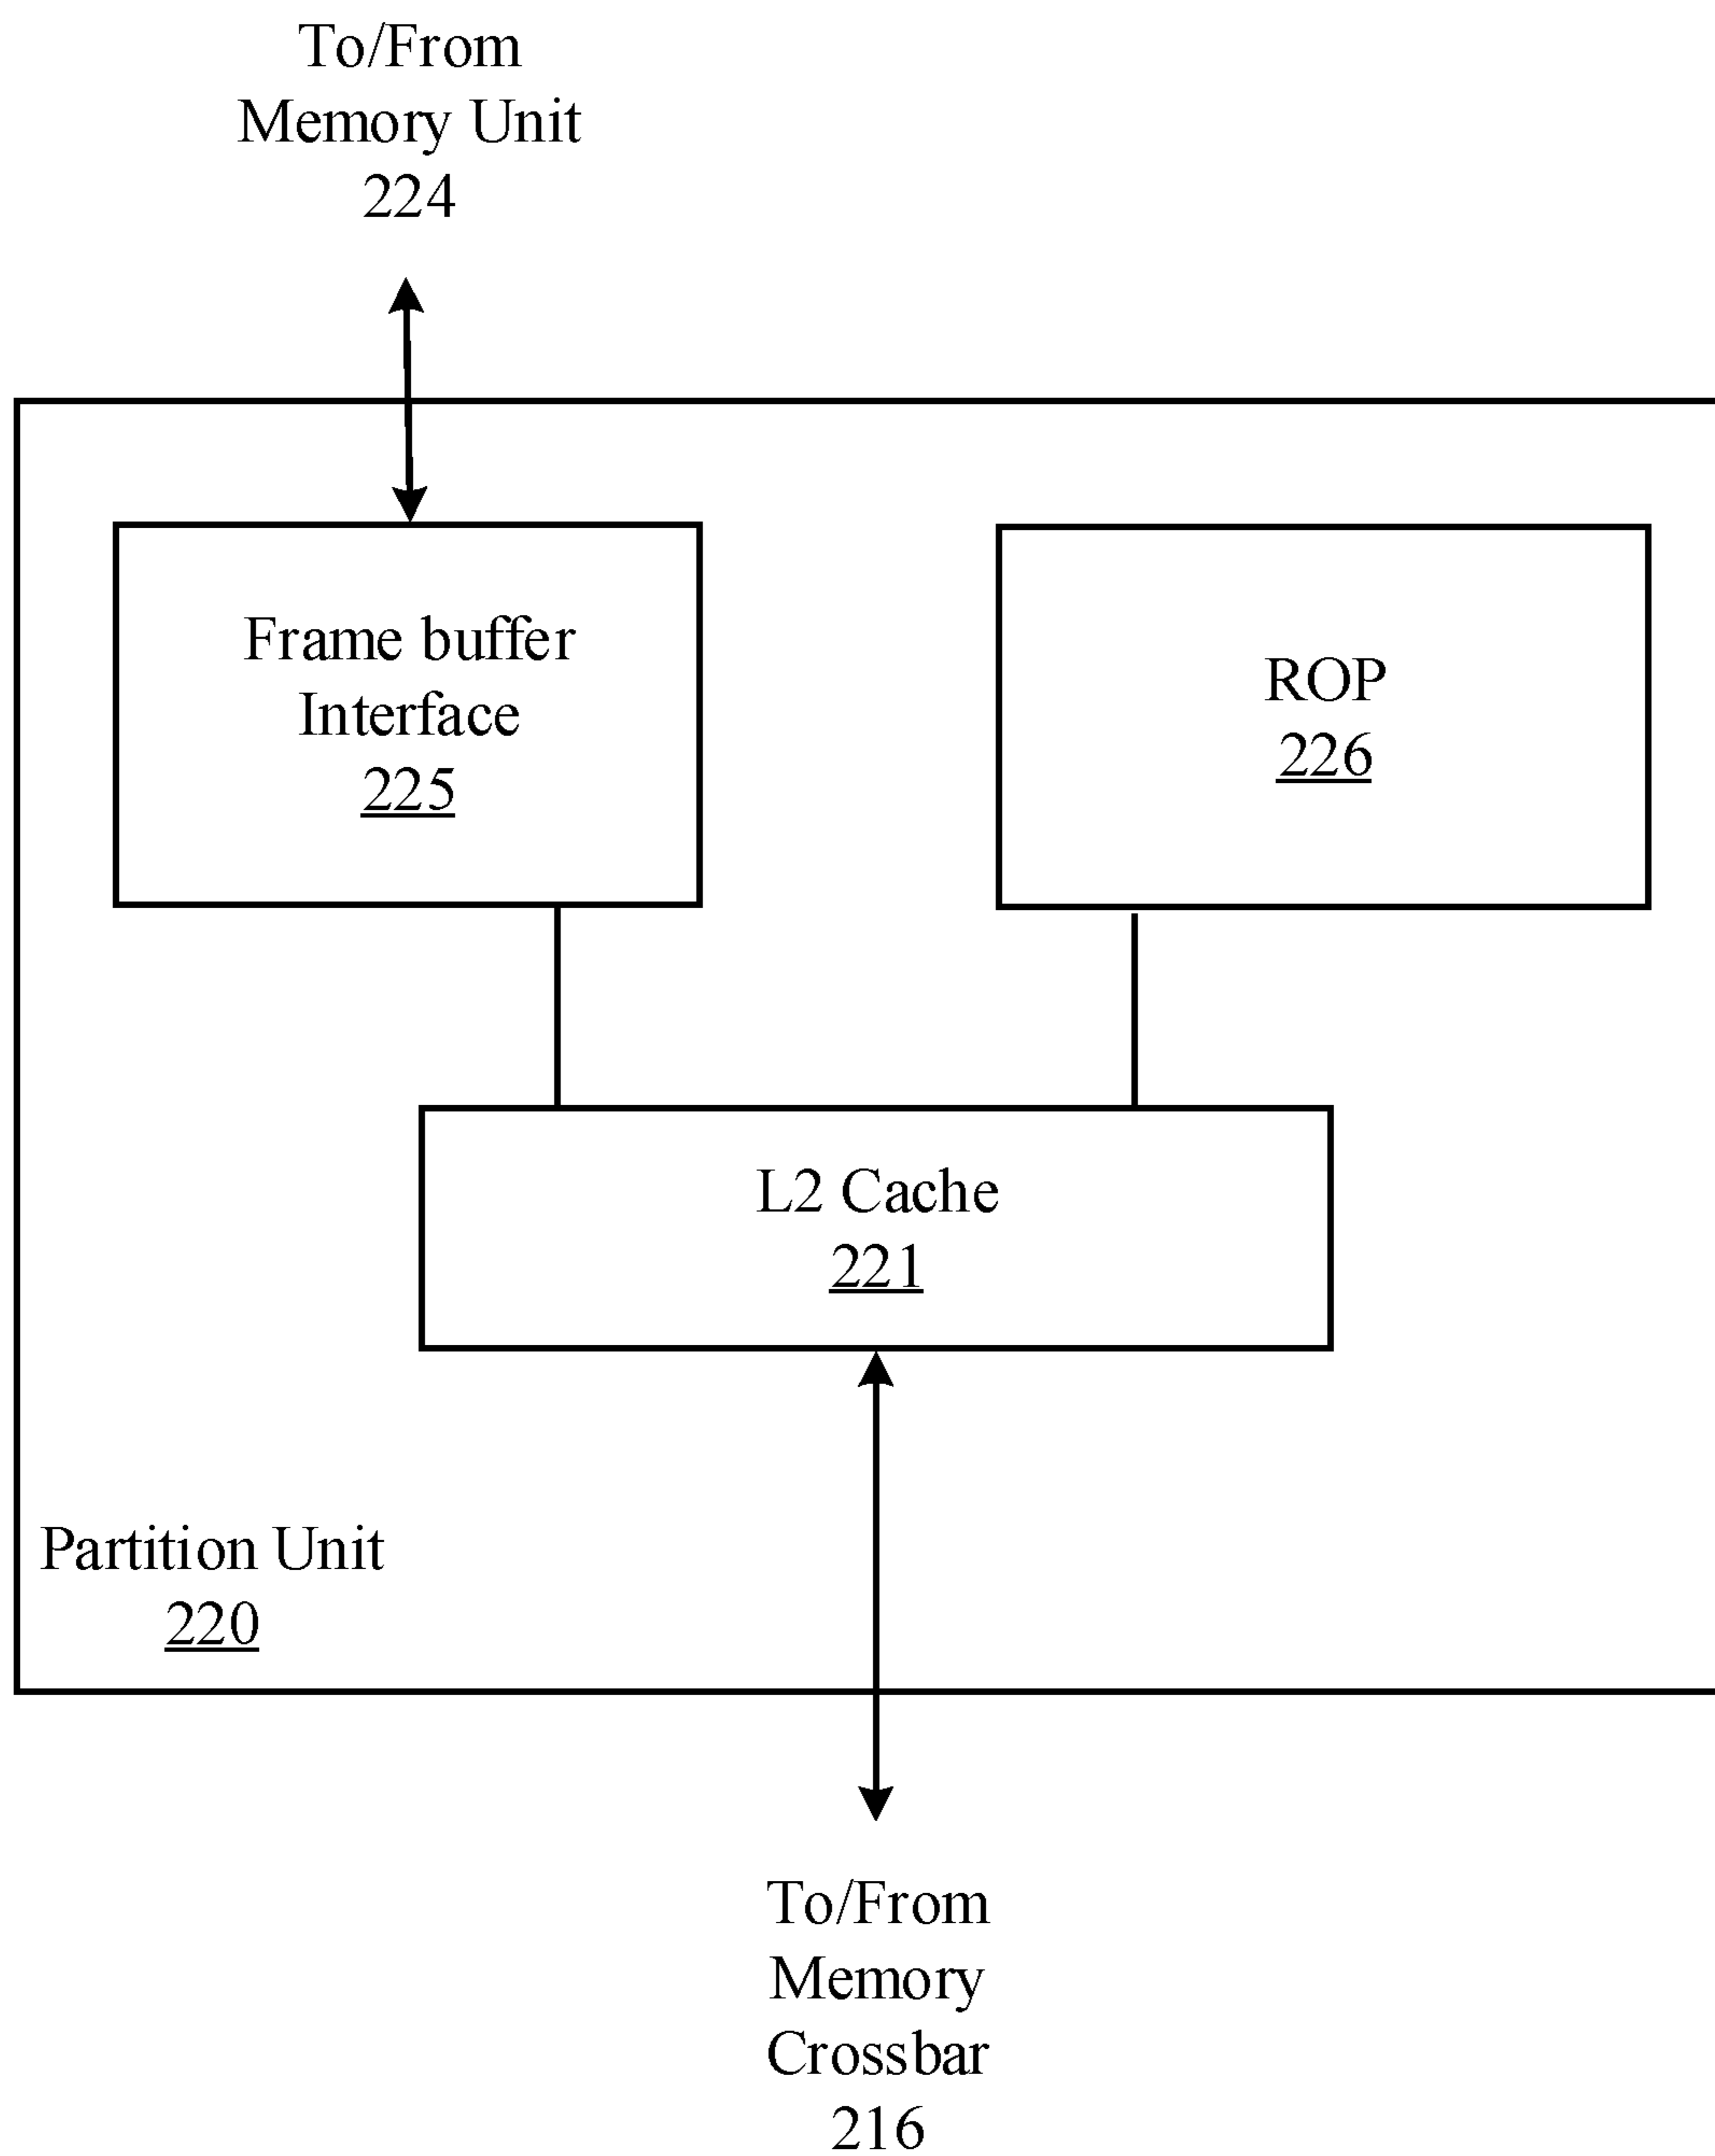 To/From
Memory Unit
224
Frame buffer
Interface
225
ROP
226
L2 Cache
221
Partition Unit
220
To/From
Memory
Crossbar
216